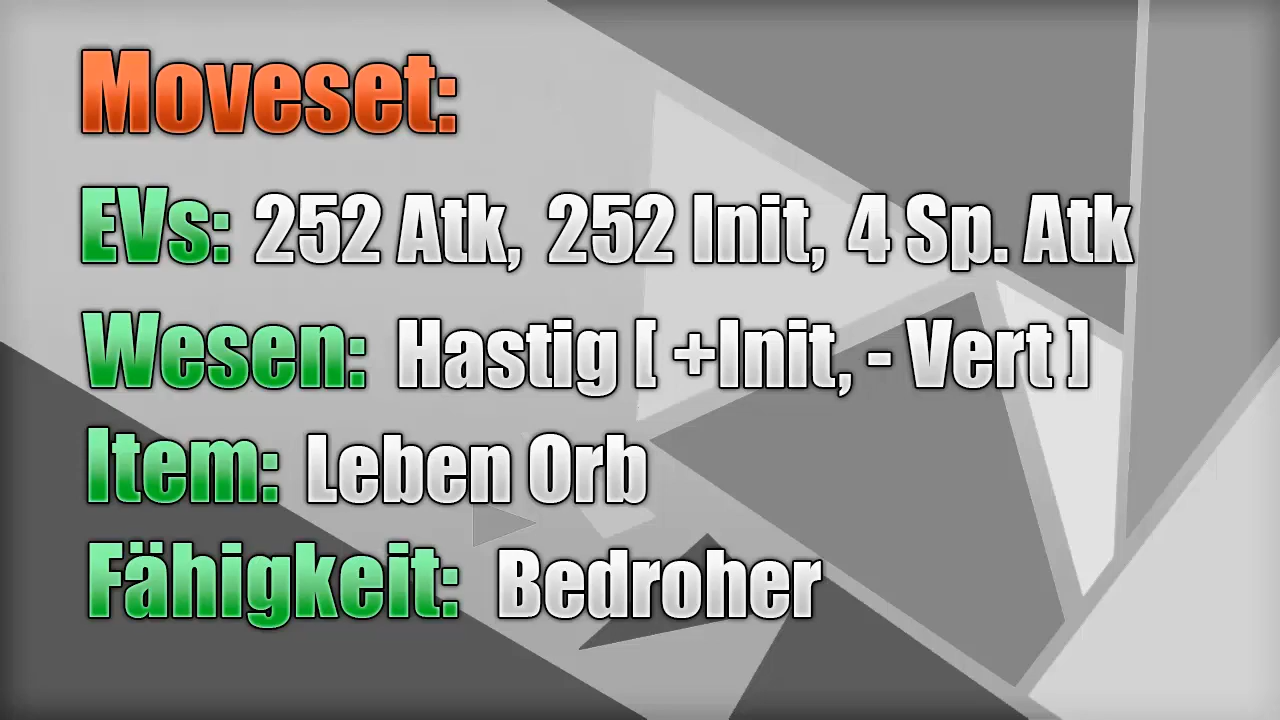 Moveset:
EVs: 252 Atk, 252 Init, 4 Sp. Atk
Wesen: Hastig [ +Init, - Vert ]
Item: Leben Orb
Fähigkeit: Bedroher